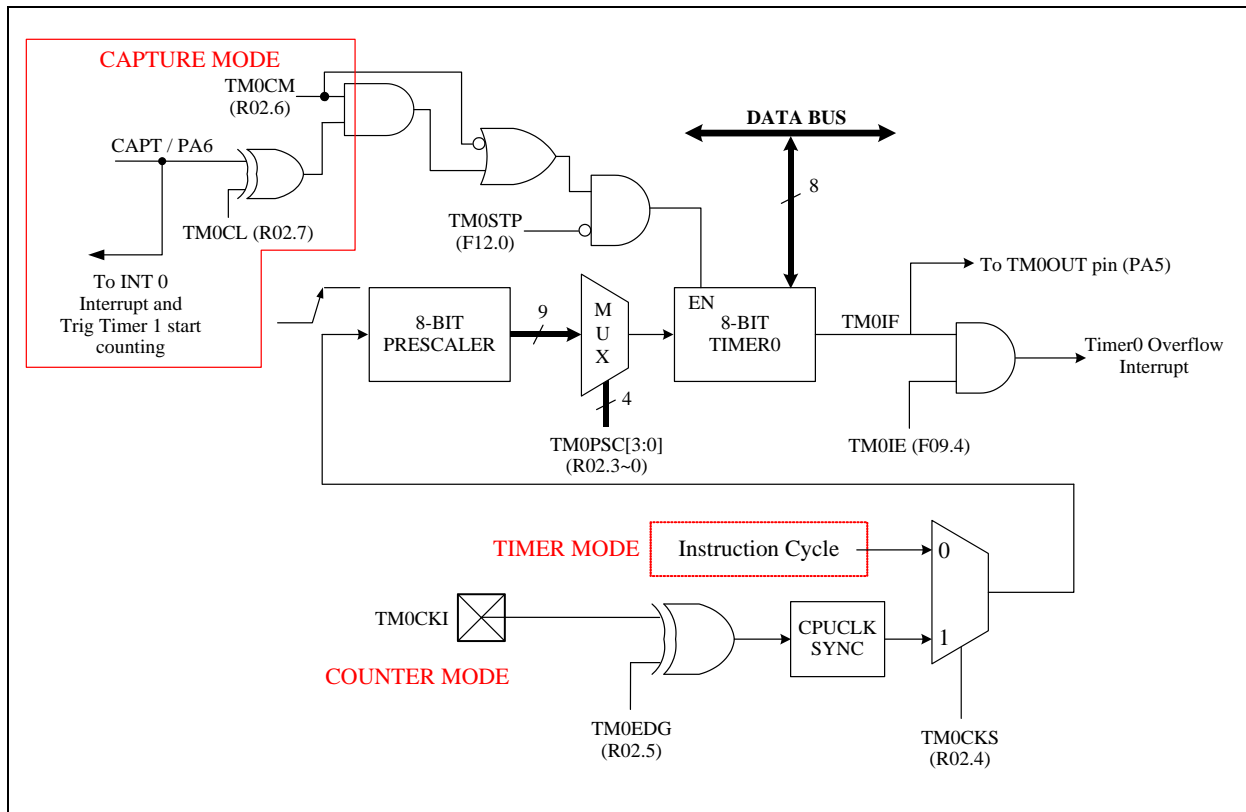 CAPTURE MODE
TM0CM
(R02.6)
CAPT / PA6
TM0CL (R02.7)
To INT 0
Interrupt and
Trig Timer 1 start
counting
TM0STP
(F12.0)
DATA BUS
8
To TM0OUT pin (PA5)
8-BIT
PRESCALER
9
M
U
X
4
TM0PSC[3:0]
(R02.3~0)
EN
8-BIT
TIMER0
TM0IF
Timer0 Overflow
Interrupt
TM0IE (F09.4)
TIMER MODE
Instruction Cycle
0
TM0CKI
CPUCLK
SYNC
1
COUNTER MODE
TM0EDG
(R02.5)
TM0CKS
(R02.4)